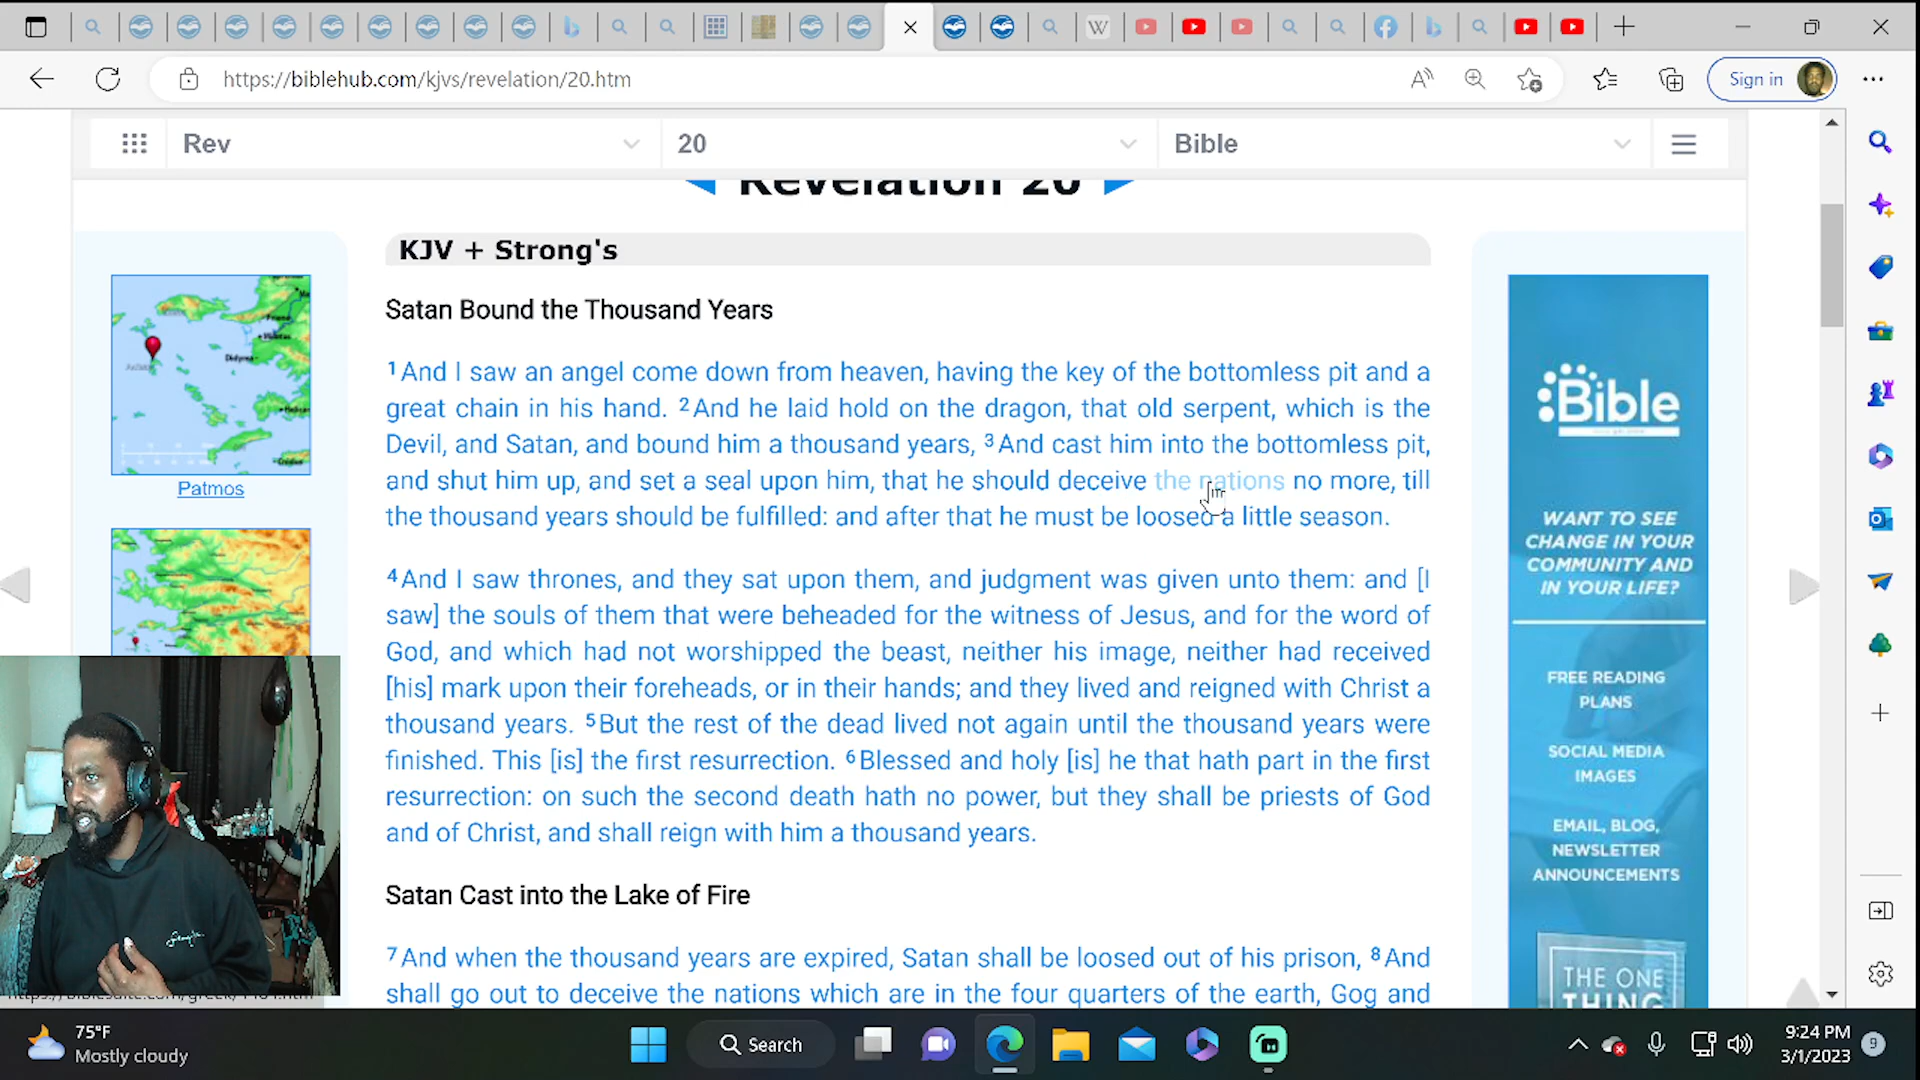 https://biblehub.com/kjvs/revelation/20.htm
Sign in
Rev
20
Bible
Revelation 20
KJV + Strong's
Satan Bound the Thousand Years
1And I saw an angel come down from heaven, having the key of the bottomless pit and a
great chain in his hand. 2And he laid hold on the dragon, that old serpent, which is the
Devil, and Satan, and bound him a thousand years, 3And cast him into the bottomless pit,
and shut him up, and set a seal upon him, that he should deceive the nations no more, till
the thousand years should be fulfilled: and after that he must be loosed a little season.
4And I saw thrones, and they sat upon them, and judgment was given unto them: and [I
saw] the souls of them that were beheaded for the witness of Jesus, and for the word of
God, and which had not worshipped the beast, neither his image, neither had received
[his] mark upon their foreheads, or in their hands; and they lived and reigned with Christ a
thousand years. 5But the rest of the dead lived not again until the thousand years were
finished. This [is] the first resurrection. 6Blessed and holy [is] he that hath part in the first
resurrection: on such the second death hath no power, but they shall be priests of God
and of Christ, and shall reign with him a thousand years.
Satan Cast into the Lake of Fire
7And when the thousand years are expired, Satan shall be loosed out of his prison, 8And
shall go out to deceive the nations which are in the four quarters of the earth, Gog and
Patmos
Bible
WANT TO SEE
CHANGE IN YOUR
COMMUNITY AND
IN YOUR LIFE?
FREE READING
PLANS
SOCIAL MEDIA
IMAGES
EMAIL, BLOG,
NEWSLETTER
ANNOUNCEMENTS
THE ONE
THING
75°F
Mostly cloudy
Search
9:24 PM
3/1/2023
9